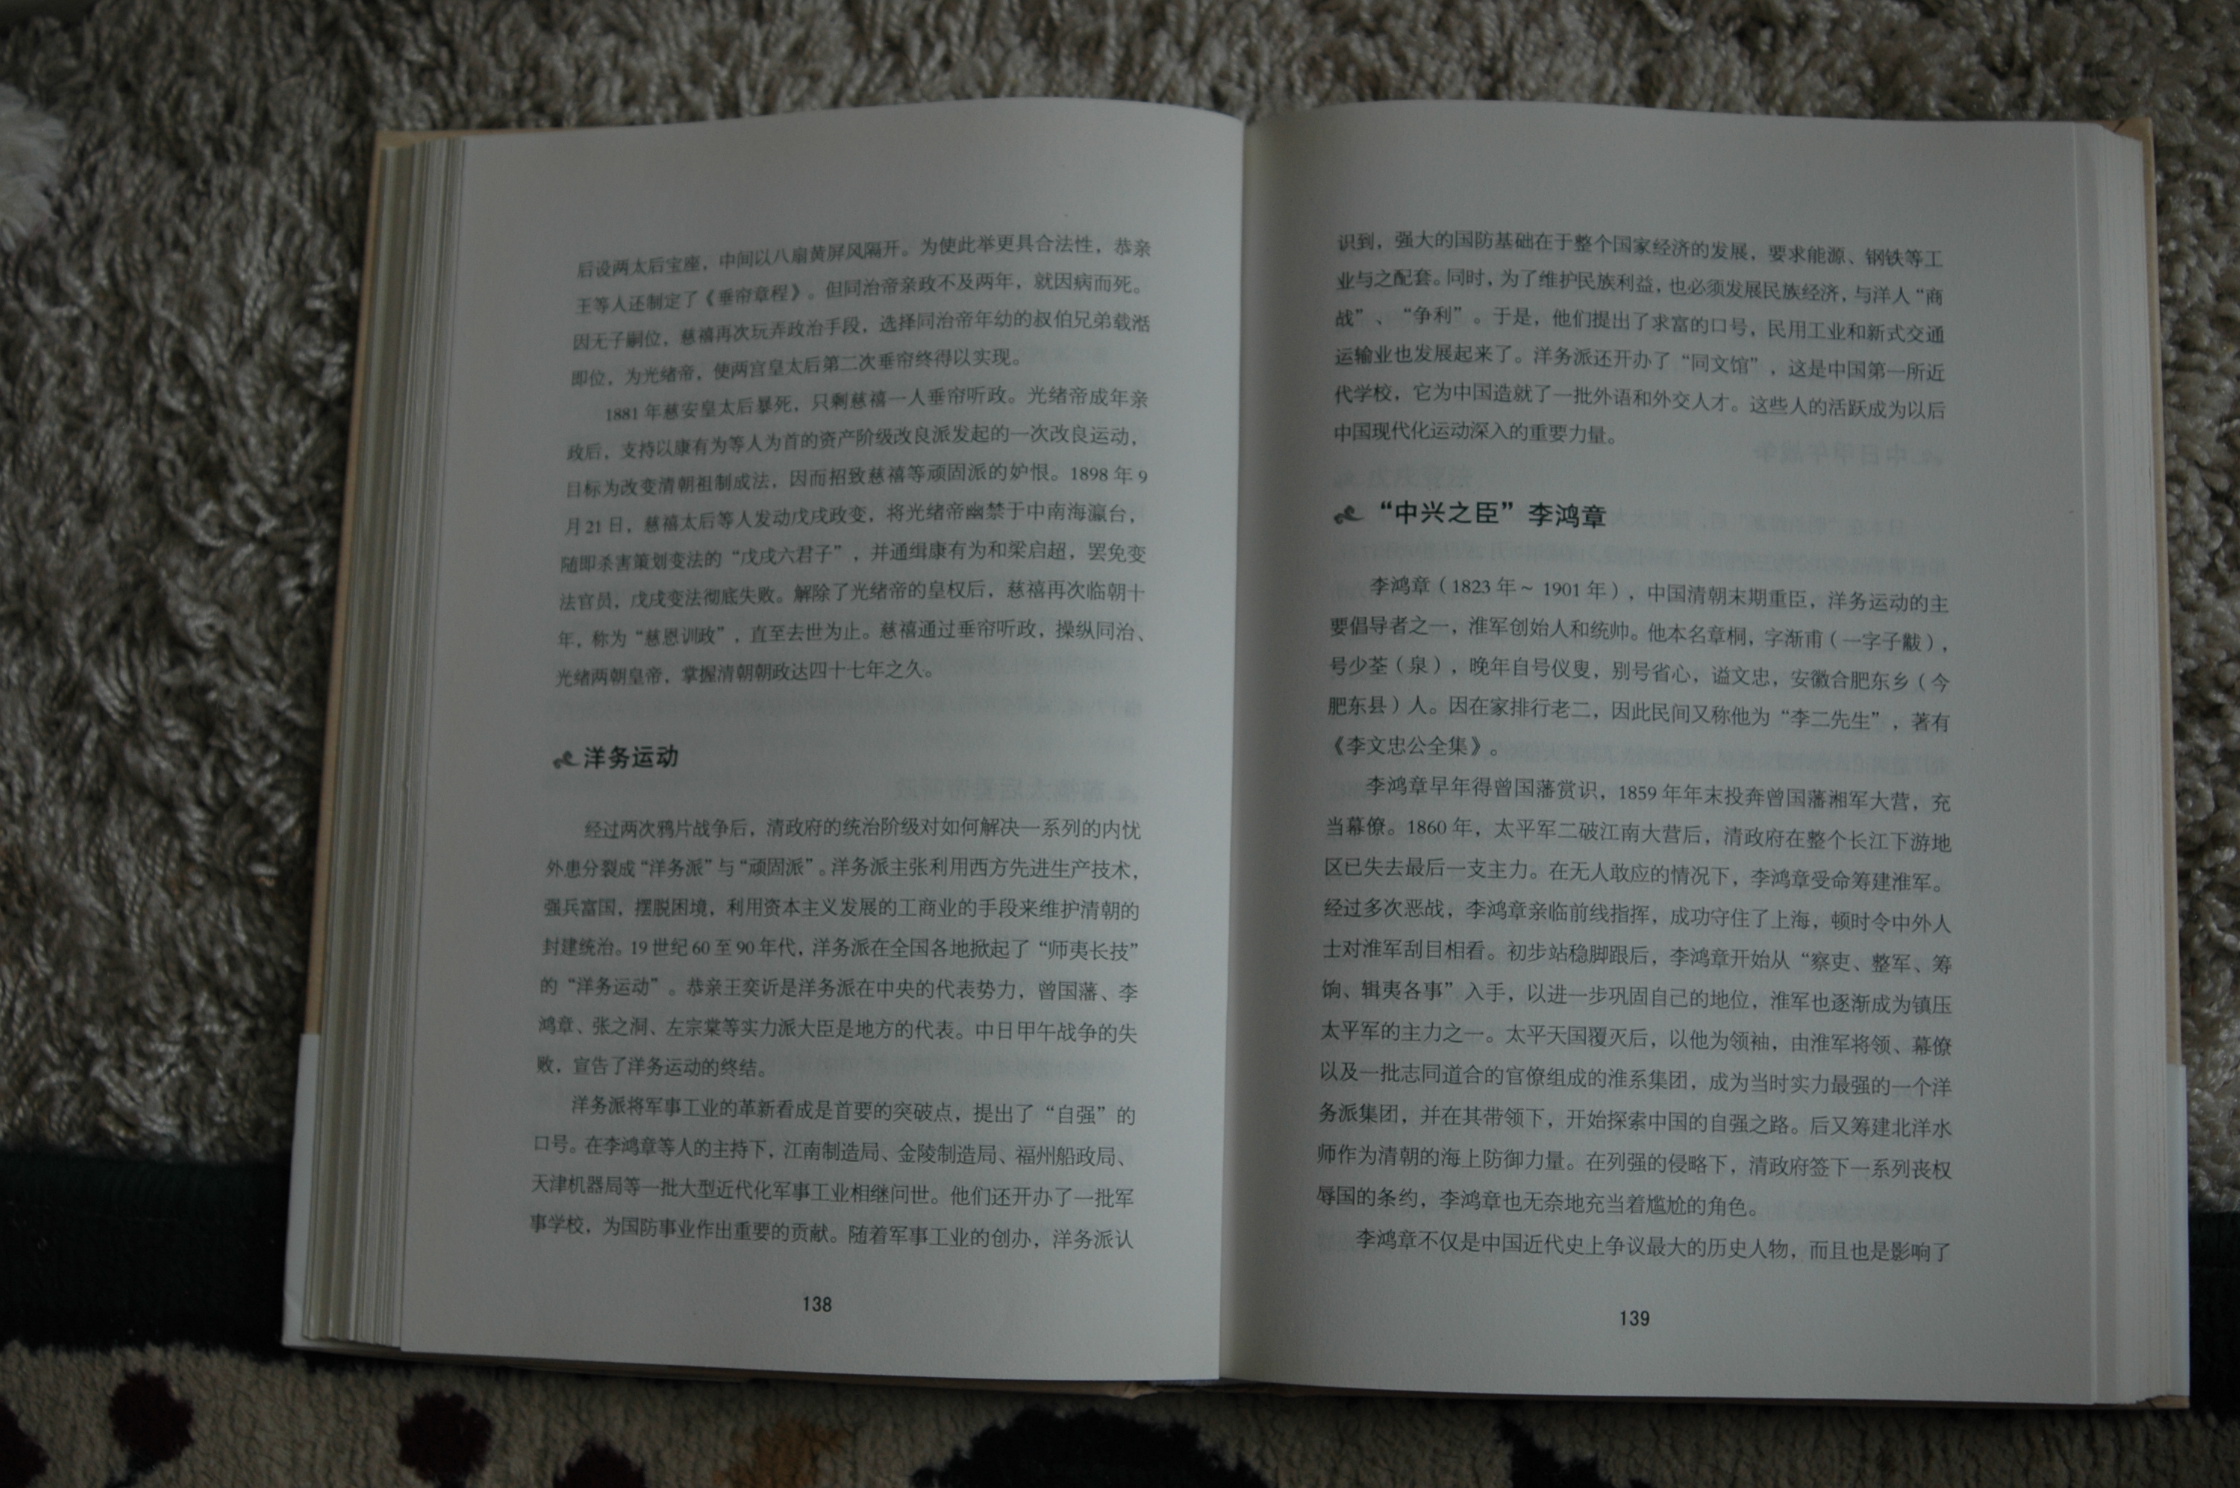 后设两太后宝座，中间以八扇黄屏风隔开。为使此举更具合法性，恭亲
王等人还制定了《垂帘章程》。但同治帝亲政不及两年，就因病而死。
因无子嗣位，慈禧再次玩弄政治手段，选择同治帝年幼的叔伯兄弟载湉
即位，为光绪帝，使两宫皇太后第二次垂帘终得以实现。
1881 年慈安皇太后暴死，只剩慈禧一人垂帘听政。光绪帝成年亲
政后，支持以康有为等人为首的资产阶级改良派发起的一次改良运动，
目标为改变清朝祖制成法，因而招致慈禧等顽固派的妒恨。1898 年 9
月 21 日，慈禧太后等人发动戊戌政变，将光绪帝幽禁于中南海瀛台，
随即杀害策划变法的“戊戌六君子”，并通缉康有为和梁启超，罢免变
法官员，戊戌变法彻底失败。解除了光绪帝的皇权后，慈禧再次临朝十
年，称为“慈恩训政”，直至去世为止。慈禧通过垂帘听政，操纵同治、
光绪两朝皇帝，掌握清朝朝政达四十七年之久。
洋务运动
经过两次鸦片战争后，清政府的统治阶级对如何解决一系列的内忧
外患分裂成“洋务派”与“顽固派”。洋务派主张利用西方先进生产技术，
强兵富国，摆脱困境，利用资本主义发展的工商业的手段来维护清朝的
封建统治。19 世纪 60 至 90 年代，洋务派在全国各地掀起了“师夷长技”
的“洋务运动”。恭亲王奕䜣是洋务派在中央的代表势力，曾国藩、李
鸿章、张之洞、左宗棠等实力派大臣是地方的代表。中日甲午战争的失
败，宣告了洋务运动的终结。
洋务派将军事工业的革新看成是首要的突破点，提出了“自强”的
口号。在李鸿章等人的主持下，江南制造局、金陵制造局、福州船政局、
天津机器局等一批大型近代化军事工业相继问世。他们还开办了一批军
事学校，为国防事业作出重要的贡献。随着军事工业的创办，洋务派认
138
识到，强大的国防基础在于整个国家经济的发展，要求能源、钢铁等工
业与之配套。同时，为了维护民族利益，也必须发展民族经济，与洋人“商
战”、“争利”。于是，他们提出了求富的口号，民用工业和新式交通
运输业也发展起来了。洋务派还开办了“同文馆”，这是中国第一所近
代学校，它为中国造就了一批外语和外交人才。这些人的活跃成为以后
中国现代化运动深入的重要力量。
“中兴之臣”李鸿章
李鸿章（1823 年～ 1901 年），中国清朝末期重臣，洋务运动的主
要倡导者之一，淮军创始人和统帅。他本名章桐，字渐甫（一字子黻），
号少荃（泉），晚年自号仪叟，别号省心，谥文忠，安徽合肥东乡（今
肥东县）人。因在家排行老二，因此民间又称他为“李二先生”，著有
《李文忠公全集》。
李鸿章早年得曾国藩赏识，1859 年年末投奔曾国藩湘军大营，充
当幕僚。1860 年，太平军二破江南大营后，清政府在整个长江下游地
区已失去最后一支主力。在无人敢应的情况下，李鸿章受命筹建淮军。
经过多次恶战，李鸿章亲临前线指挥，成功守住了上海，顿时令中外人
士对淮军刮目相看。初步站稳脚跟后，李鸿章开始从“察吏、整军、筹
饷、辑夷各事”入手，以进一步巩固自己的地位，淮军也逐渐成为镇压
太平军的主力之一。太平天国覆灭后，以他为领袖，由淮军将领、幕僚
以及一批志同道合的官僚组成的淮系集团，成为当时实力最强的一个洋
务派集团，并在其带领下，开始探索中国的自强之路。后又筹建北洋水
师作为清朝的海上防御力量。在列强的侵略下，清政府签下一系列丧权
辱国的条约，李鸿章也无奈地充当着尴尬的角色。
李鸿章不仅是中国近代史上争议最大的历史人物，而且也是影响了
139